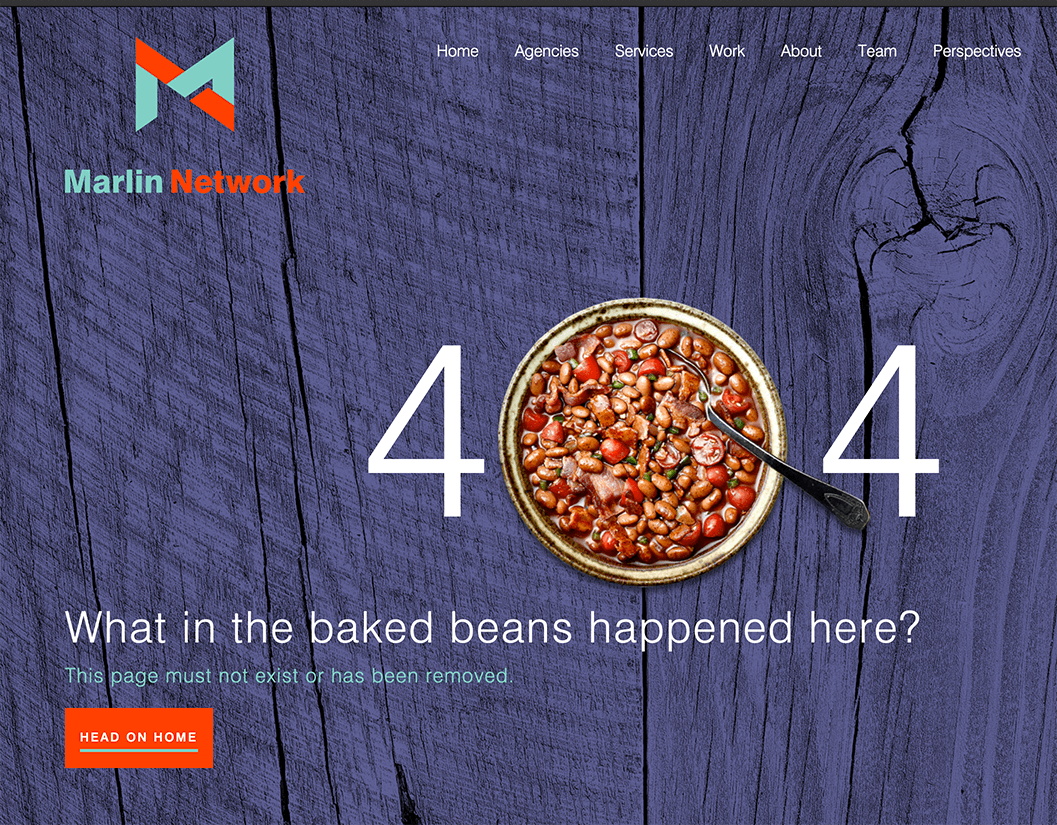 Home Agencies Services Work About Team Perspectives
Marlin Network
4 4
What in the baked beans happened here?
This page must not exist or has been removed.
HEAD ON HOME